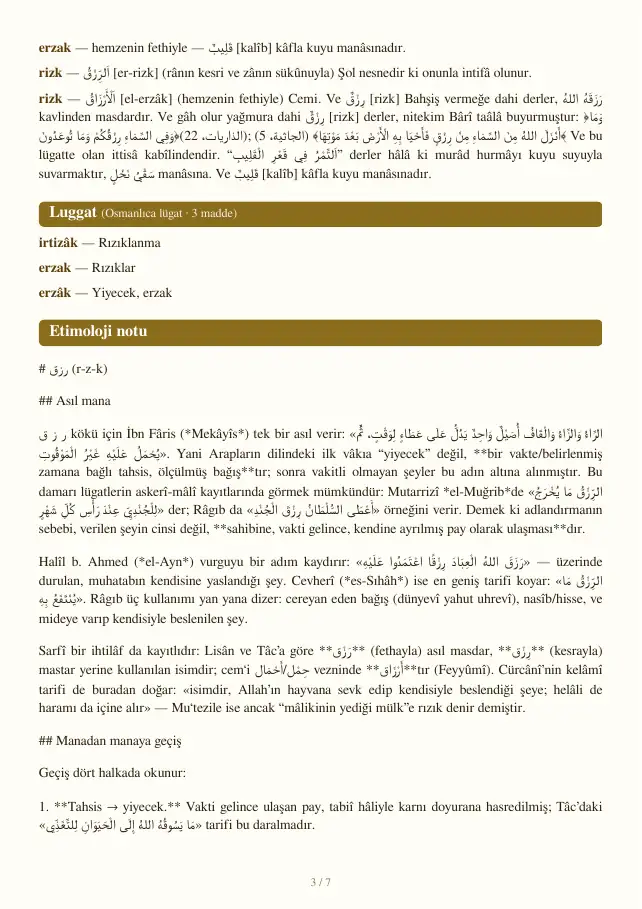 erzak — hemzenin fethiyle — قَلِيبٌ [kalîb] kâfla kuyu manâsınadır.
rizk — اَلرِّزْقُ [er-rizk] (rânın kesri ve zânın sükûnuyla) Şol nesnedir ki onunla intifâ olunur.
rizk — اَلْأَرْزَاقُ [el-erzâk] (hemzenin fethiyle) Cemi. Ve رِزْقٌ [rizk] Bahşiş vermeğe dahi derler, رَزَقَهُ اللهُ
kavlinden masdardır. Ve gâh olur yağmura dahi رِزْقٌ [rizk] derler, nitekim Bârî taâlâ buyurmuştur: ﴿وَمَا
أَنْزَلَ اللهُ مِنَ السَّمَاءِ مِنْ رِزْقٍ فَأَحْيَا بِهِ الْأَرْضَ بَعْدَ مَوْتِهَا﴾ (الجاثية، 5) ;(الذاريات، 22)﴿وَفِي السَّمَاءِ رِزْقُكُمْ وَمَا تُوعَدُونَ﴾ Ve bu
lügatte olan ittisâ kabîlindendir. “اَلتَّمْرُ فِي قَعْرِ الْقَلِيبِ” derler hâlâ ki murâd hurmâyı kuyu suyuyla
suvarmaktır, سَقْيُ نَخْلٍ manâsına. Ve قَلِيبٌ [kalîb] kâfla kuyu manâsınadır.
Luggat (Osmanlıca lügat · 3 madde)
irtizâk — Rızıklanma
erzak — Rızıklar
erzâk — Yiyecek, erzak
Etimoloji notu
# رزق (r-z-k)
## Asıl mana
ر ز ق kökü için İbn Fâris (*Mekâyîs*) tek bir asıl verir: «الرّاءُ وَالزّاءُ وَالْقَافُ أُصَيْلٌ وَاحِدٌ يَدُلُّ عَلَى عَطَاءٍ لِوَقْتٍ، ثُمَّ
يُحْمَلُ عَلَيْهِ غَيْرُ الْمَوْقُوتِ». Yani Arapların dilindeki ilk vâkıa “yiyecek” değil, **bir vakte/belirlenmiş
zamana bağlı tahsis, ölçülmüş bağış**tır; sonra vakitli olmayan şeyler bu adın altına alınmıştır. Bu
damarı lügatlerin askerî-mâlî kayıtlarında görmek mümkündür: Mutarrizî *el-Muğrib*de «الرِّزْقُ مَا يُخْرَجُ
لِلْجُنْدِيِّ عِنْدَ رَأْسِ كُلِّ شَهْرٍ» der; Râgıb da «أَعْطَى السُّلْطَانُ رِزْقَ الْجُنْدِ» örneğini verir. Demek ki adlandırmanın
sebebi, verilen şeyin cinsi değil, **sahibine, vakti gelince, kendine ayrılmış pay olarak ulaşması**dır.
Halîl b. Ahmed (*el-Ayn*) vurguyu bir adım kaydırır: «رَزَقَ اللهُ الْعِبَادَ رِزْقًا اعْتَمَدُوا عَلَيْهِ» — üzerinde
durulan, muhatabın kendisine yaslandığı şey. Cevherî (*es-Sıhâh*) ise en geniş tarifi koyar: «الرِّزْقُ مَا
يُنْتَفَعُ بِهِ». Râgıb üç kullanımı yan yana dizer: cereyan eden bağış (dünyevî yahut uhrevî), nasîb/hisse, ve
mideye varıp kendisiyle beslenilen şey.
Sarfî bir ihtilâf da kayıtlıdır: Lisân ve Tâc’a göre **رَزْق** (fethayla) asıl masdar, **رِزْق** (kesrayla)
mastar yerine kullanılan isimdir; cem‘i حِمْل/أَحْمَال vezninde **أَرْزَاق**tır (Feyyûmî). Cürcânî’nin kelâmî
tarifi de buradan doğar: «isimdir, Allah’ın hayvana sevk edip kendisiyle beslendiği şeye; helâli de
haramı da içine alır» — Mu‘tezile ise ancak “mâlikinin yediği mülk”e rızık denir demiştir.
## Manadan manaya geçiş
Geçiş dört halkada okunur:
1. **Tahsis → yiyecek.** Vakti gelince ulaşan pay, tabiî hâliyle karnı doyurana hasredilmiş; Tâc’daki
«مَا يَسُوقُهُ اللهُ إِلَى الْحَيَوَانِ لِلتَّغَذِّي» tarifi bu daralmadır.
3 / 7